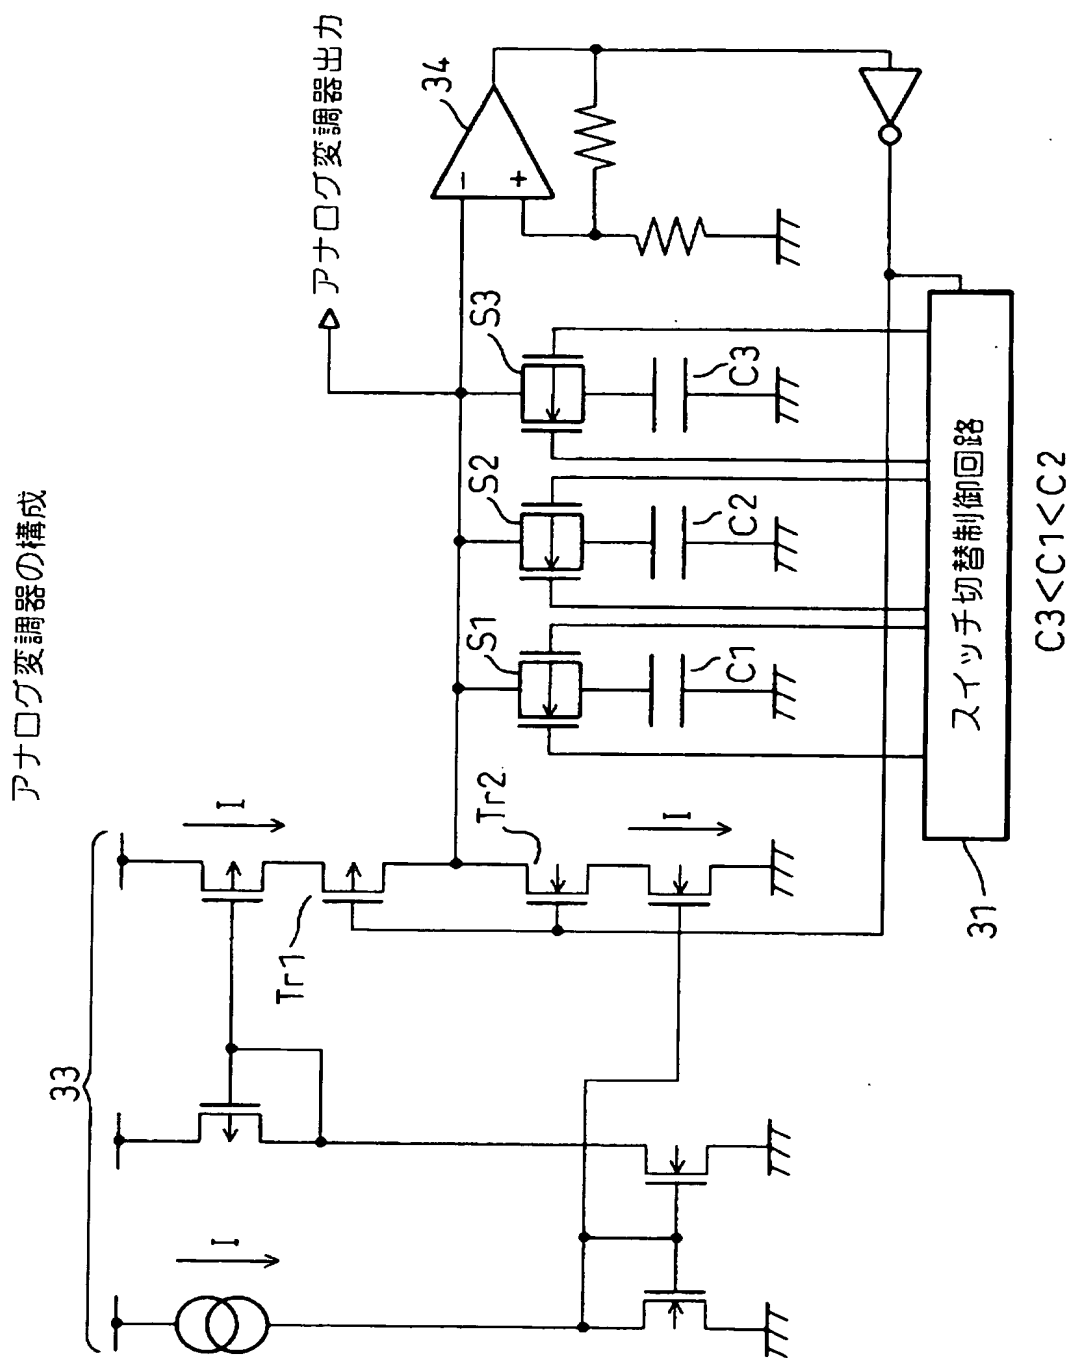 アナログ変調器の構成
33
I
Tr1
I
Tr2
I
アナログ変調器出力
34
−
+
S1
S2
S3
C1
C2
C3
スイッチ切替制御回路
31
C3<C1<C2